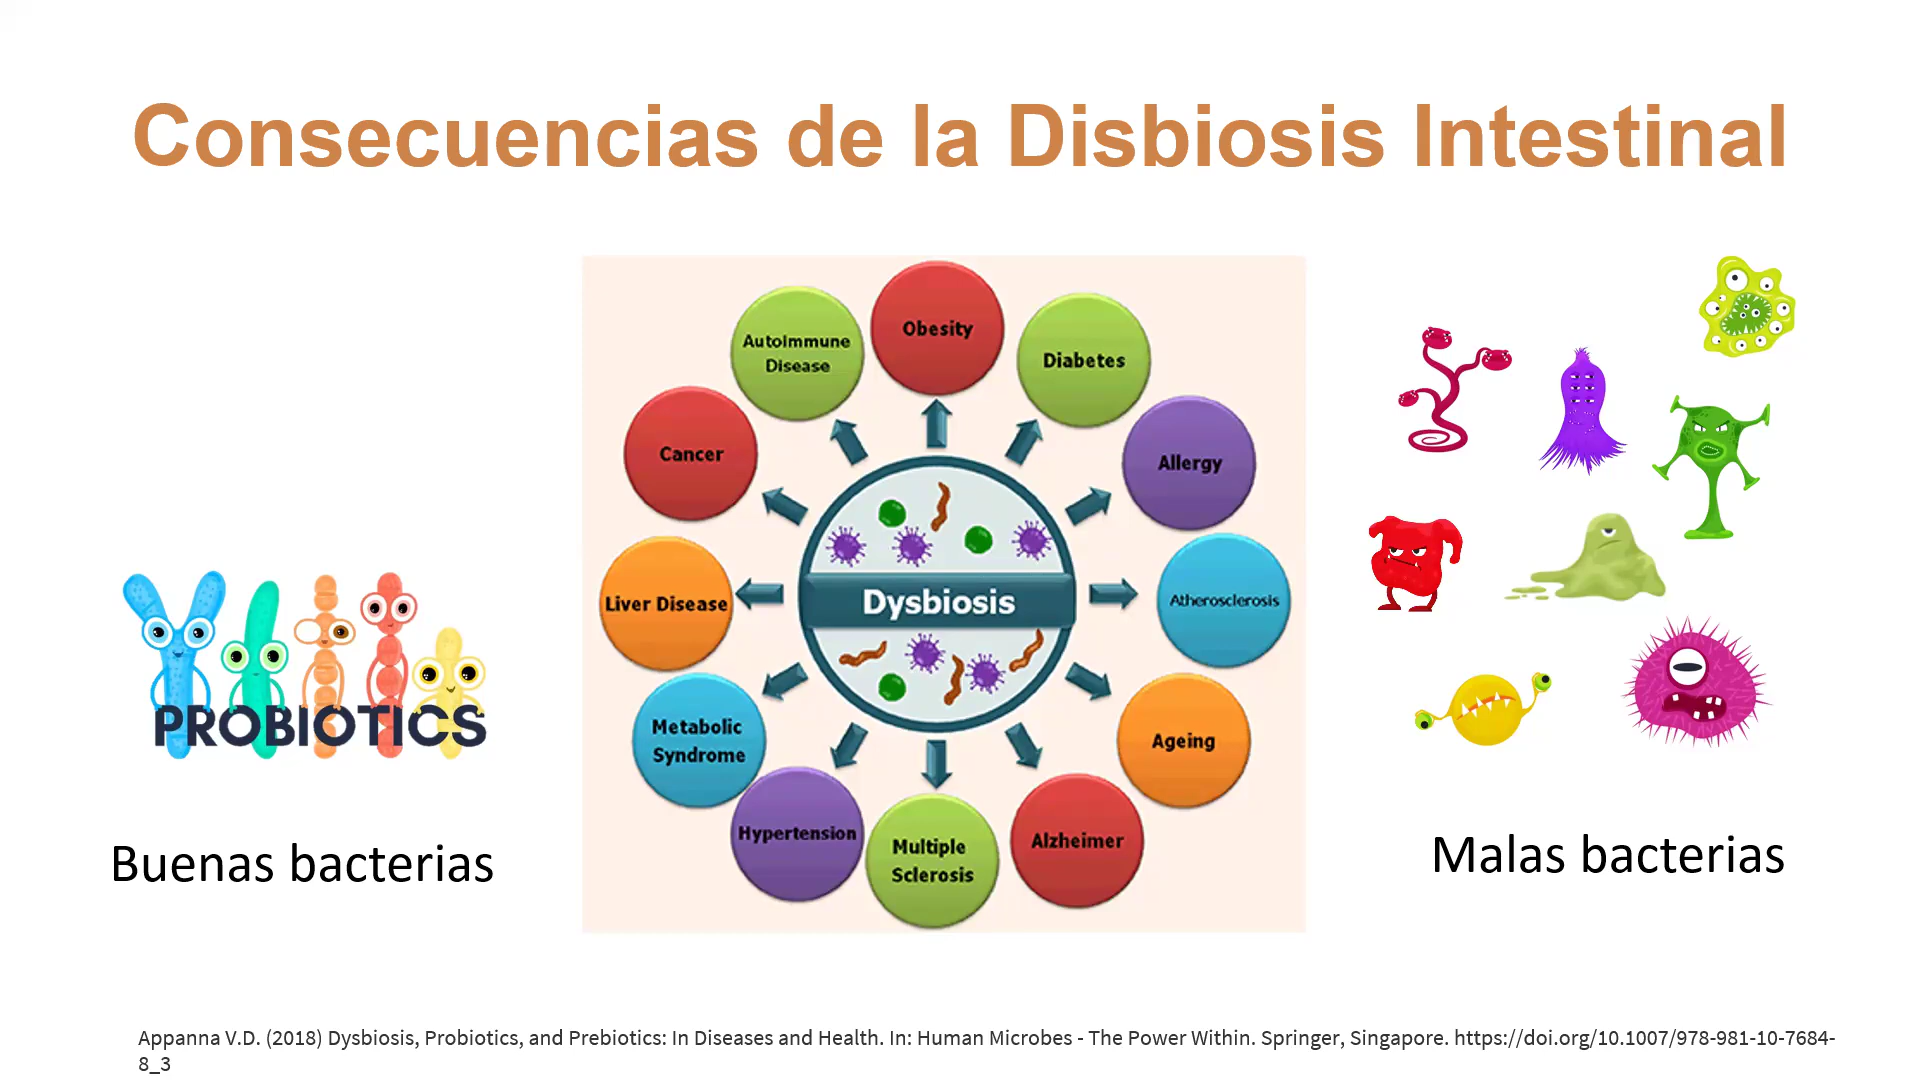 Consecuencias de la Disbiosis Intestinal
Obesity
Autoimmune
Disease
Diabetes
Cancer
Allergy
Liver Disease
Dysbiosis
Atherosclerosis
Metabolic
Syndrome
Ageing
Hypertension
Multiple
Sclerosis
Alzheimer
PROBIOTICS
Buenas bacterias
Malas bacterias
Appanna V.D. (2018) Dysbiosis, Probiotics, and Prebiotics: In Diseases and Health. In: Human Microbes - The Power Within. Springer, Singapore. https://doi.org/10.1007/978-981-10-7684-
8_3